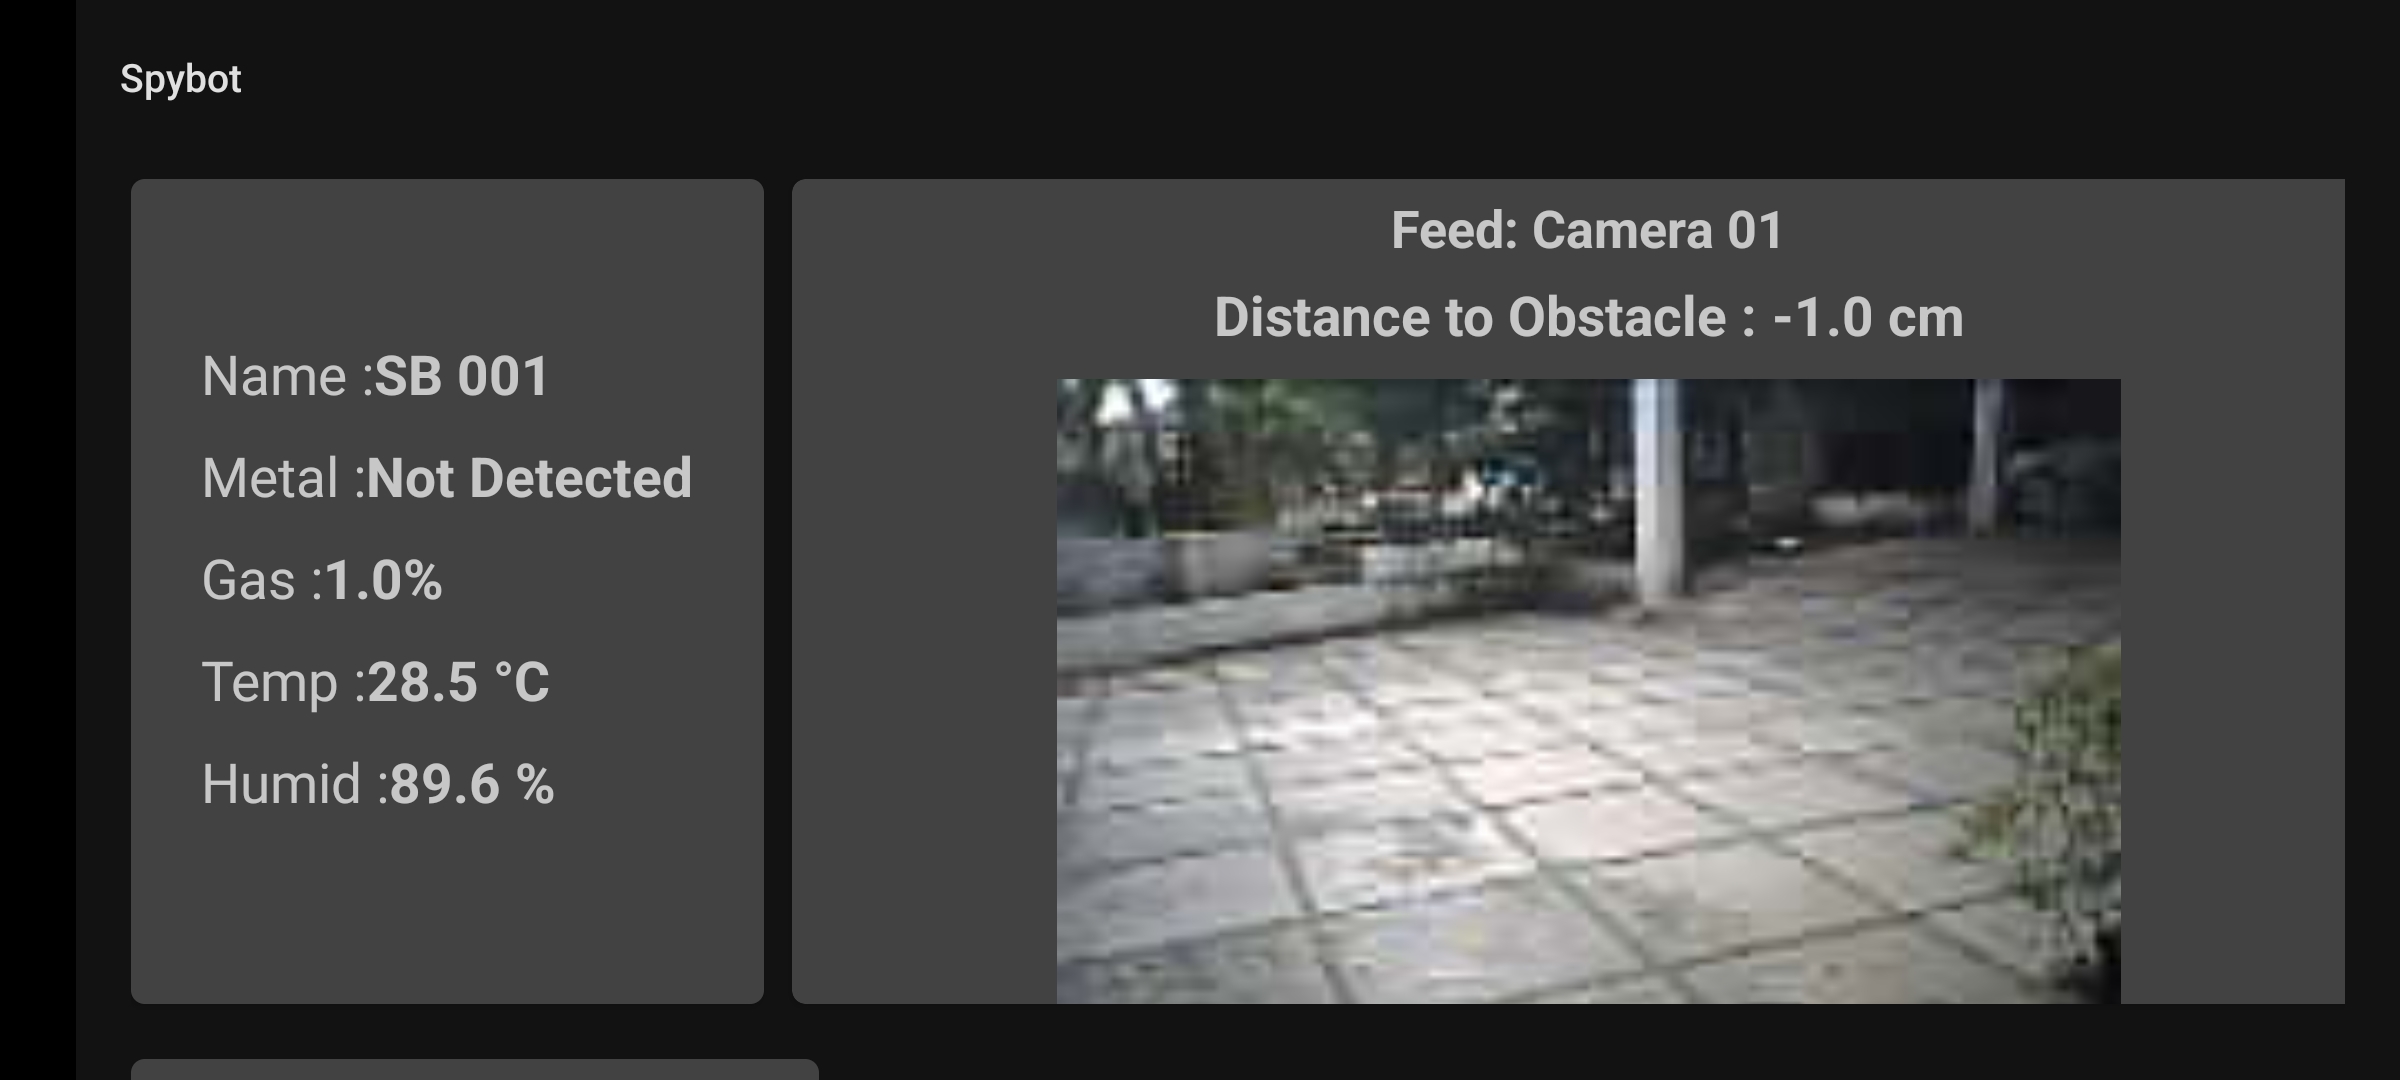 Spybot
Name :SB 001
Metal :Not Detected
Gas :1.0%
Temp :28.5 °C
Humid :89.6 %
Feed: Camera 01
Distance to Obstacle : -1.0 cm